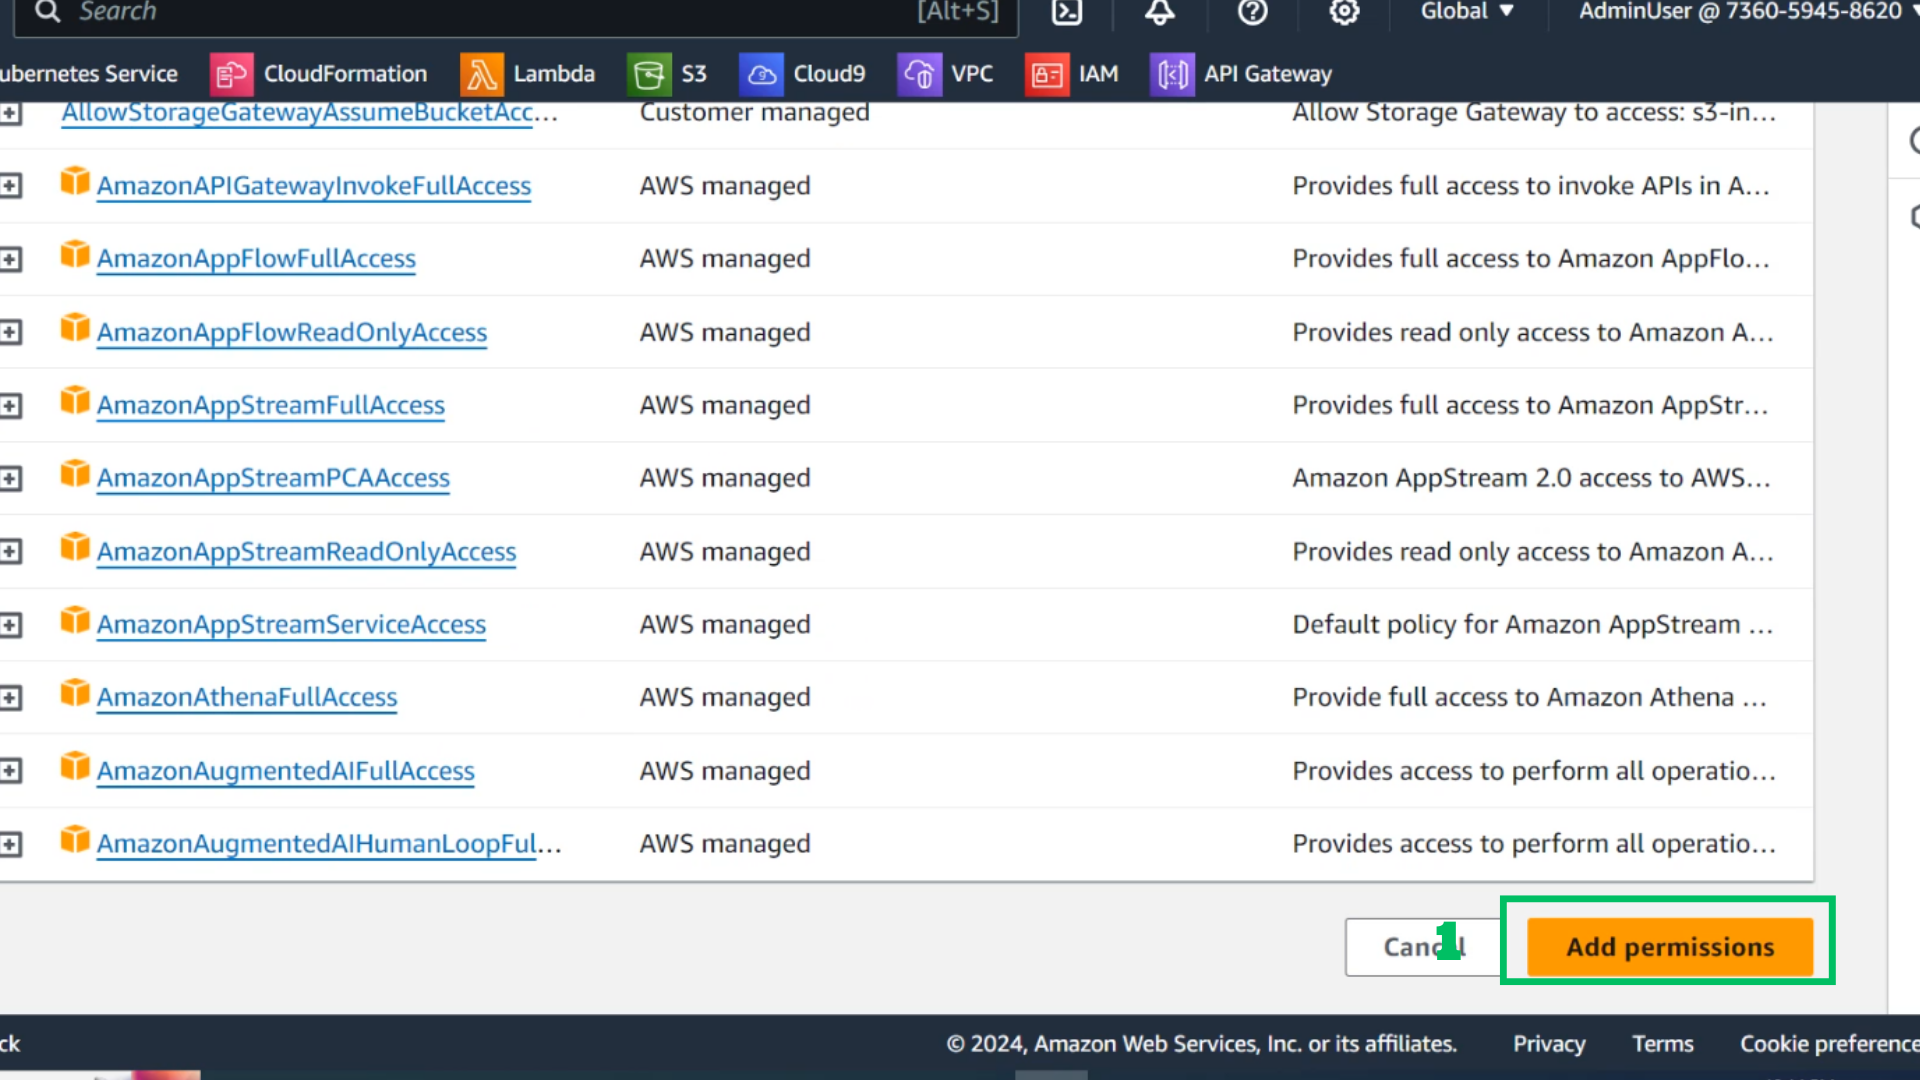 Search [Alt+S] Global AdminUser @ 7360-5945-8620
ubernetes Service CloudFormation Lambda S3 Cloud9 VPC IAM API Gateway
AllowStorageGatewayAssumeBucketAcc... Customer managed Allow Storage Gateway to access: s3-in...
AmazonAPIGatewayInvokeFullAccess AWS managed Provides full access to invoke APIs in A...
AmazonAppFlowFullAccess AWS managed Provides full access to Amazon AppFlo...
AmazonAppFlowReadOnlyAccess AWS managed Provides read only access to Amazon A...
AmazonAppStreamFullAccess AWS managed Provides full access to Amazon AppStr...
AmazonAppStreamPCAAccess AWS managed Amazon AppStream 2.0 access to AWS...
AmazonAppStreamReadOnlyAccess AWS managed Provides read only access to Amazon A...
AmazonAppStreamServiceAccess AWS managed Default policy for Amazon AppStream ...
AmazonAthenaFullAccess AWS managed Provide full access to Amazon Athena ...
AmazonAugmentedAIFullAccess AWS managed Provides access to perform all operatio...
AmazonAugmentedAIHumanLoopFul... AWS managed Provides access to perform all operatio...
Cancel 1 Add permissions
ck © 2024, Amazon Web Services, Inc. or its affiliates. Privacy Terms Cookie preference